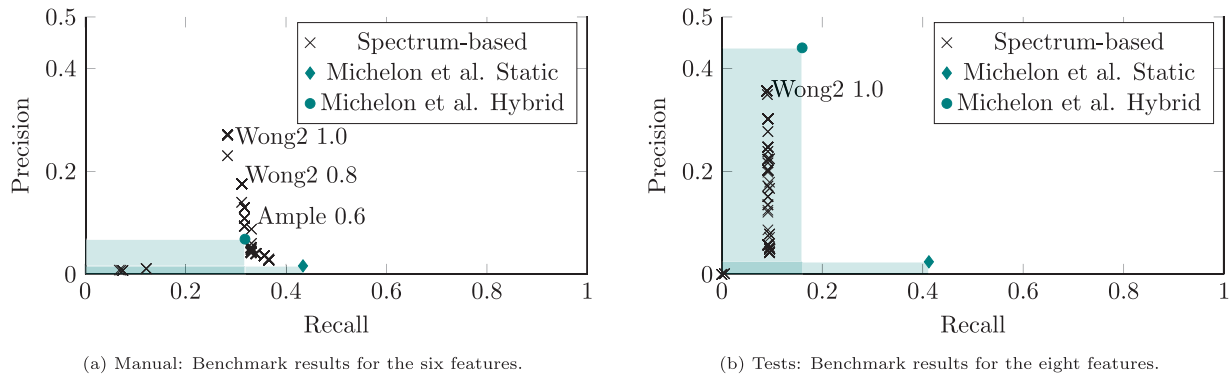 0.5
0.4
0.2
0
Precision
Spectrum-based
Michelon et al. Static
Michelon et al. Hybrid
Wong2 1.0
Wong2 0.8
Ample 0.6
0 0.2 0.4 0.6 0.8 1
Recall
(a) Manual: Benchmark results for the six features.
0.5
0.4
0.2
0
Precision
Spectrum-based
Michelon et al. Static
Michelon et al. Hybrid
Wong2 1.0
0 0.2 0.4 0.6 0.8 1
Recall
(b) Tests: Benchmark results for the eight features.